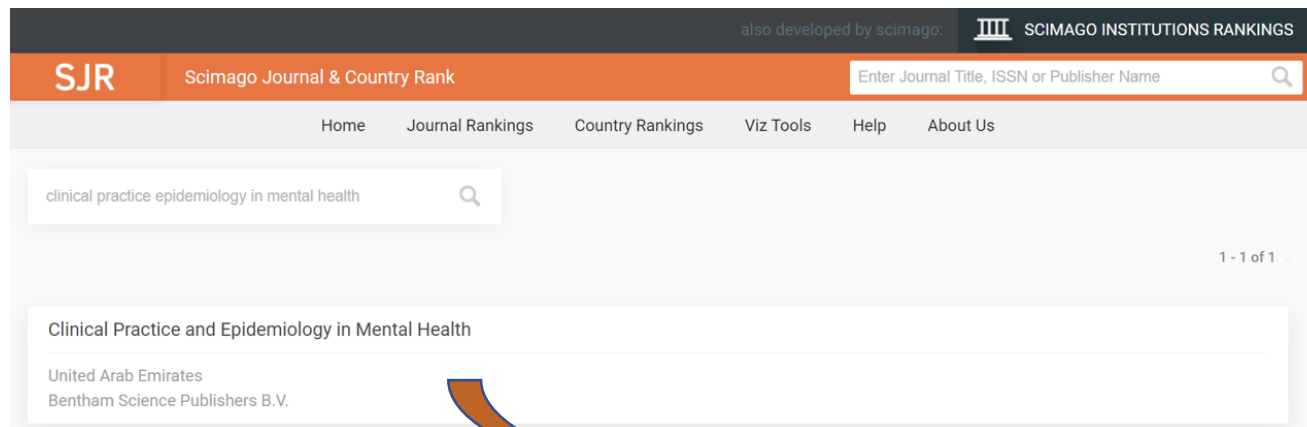 also developed by scimago: SCIMAGO INSTITUTIONS RANKINGS
SJR Scimago Journal & Country Rank Enter Journal Title, ISSN or Publisher Name
Home Journal Rankings Country Rankings Viz Tools Help About Us
clinical practice epidemiology in mental health
1 - 1 of 1
Clinical Practice and Epidemiology in Mental Health
United Arab Emirates
Bentham Science Publishers B.V.